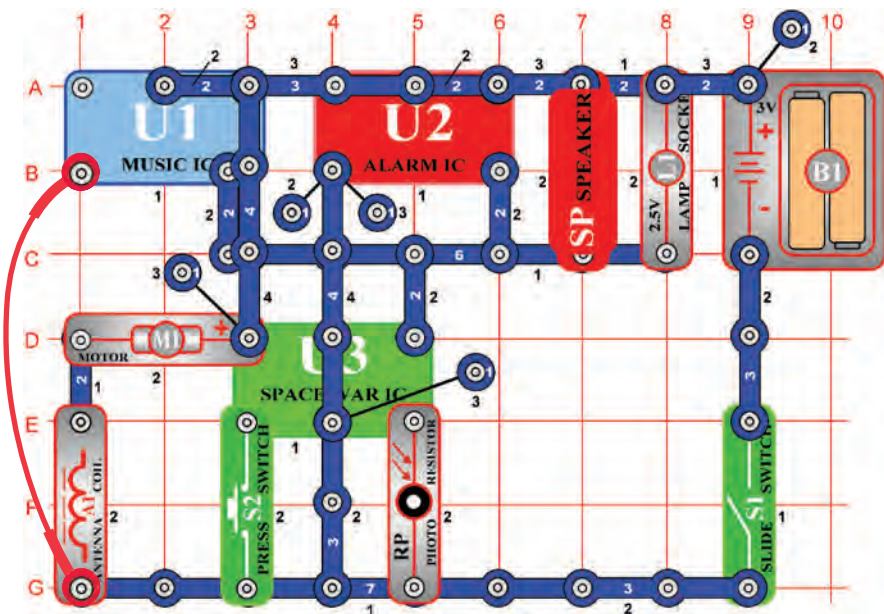 1 2 3 4 5 6 7 8 9 10
2 3 2 3 1 3 1 2
A 2 3 2 2 2 2 3V
U1 U2 SPEAKER SOCKE +
MUSIC IC ALARM IC L1 LAMP B1
B 1 2 1 2 2 1
2 2 4 1 1 3 2 2 SP 2.5V -
C 3 1 6 1
4 4 4 2 2 2
D M1 + U3
MOTOR 2 SPACE WAR IC 1 3
2 1 3
E 1
ANTENNA COIL A1 2 PRESS SWITCH S2 2 PHOTO RESISTOR RP 2 SLIDE SWITCH S1 1
F 3
G 7 3
1 2